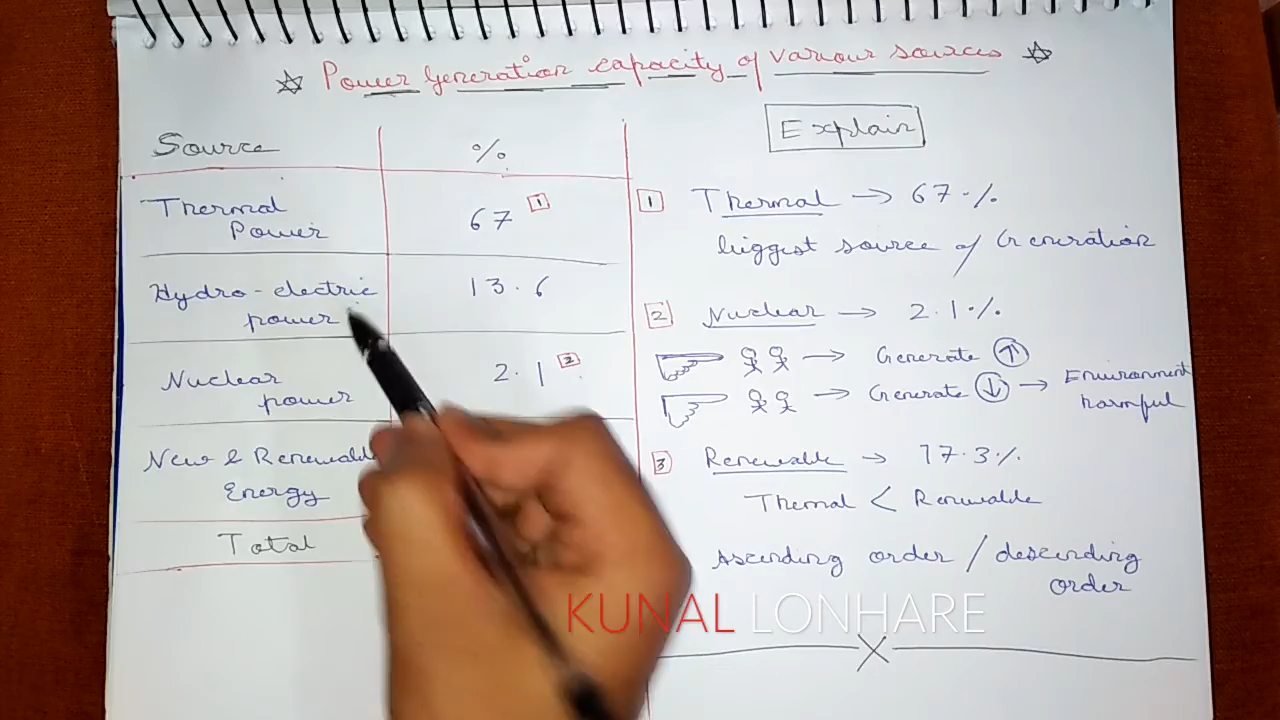 Power Generation capacity of various sources
Explain
Source %
Thermal Power 67 1
Hydro-electric power 13.6
Nuclear power 2.1 2
New & Renewable Energy
Total
1 Thermal → 67%
biggest source of Generation
2 Nuclear → 2.1%
→ Generate ↑
→ Generate ↓ → Environment harmful
3 Renewable → 17.3%
Thermal < Renewable
Ascending order / descending order
KUNAL LONHARE